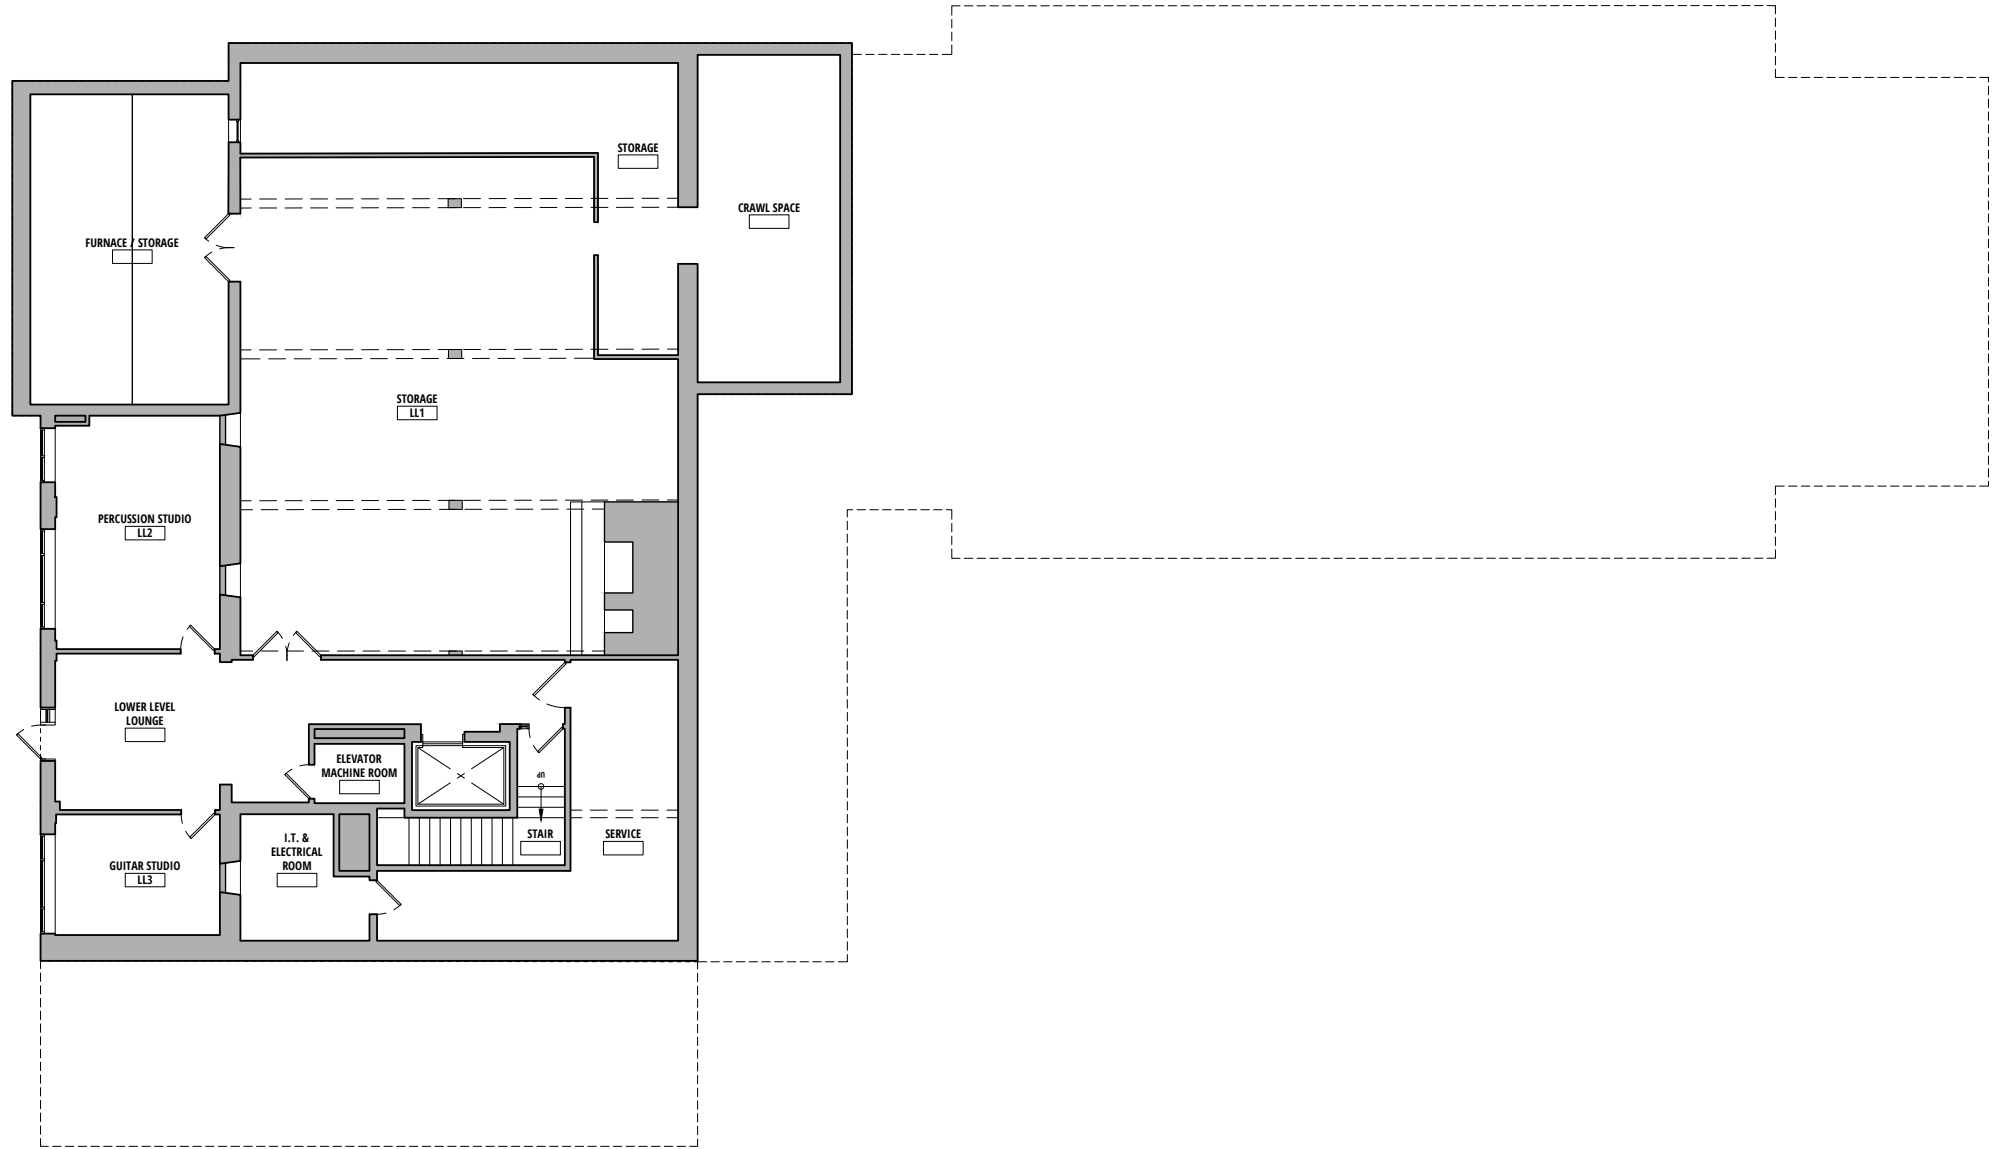 STORAGE
CRAWL SPACE
FURNACE / STORAGE
STORAGE
LL1
PERCUSSION STUDIO
LL2
LOWER LEVEL
LOUNGE
ELEVATOR
MACHINE ROOM
UP
I.T. &
ELECTRICAL
ROOM
STAIR
SERVICE
GUITAR STUDIO
LL3